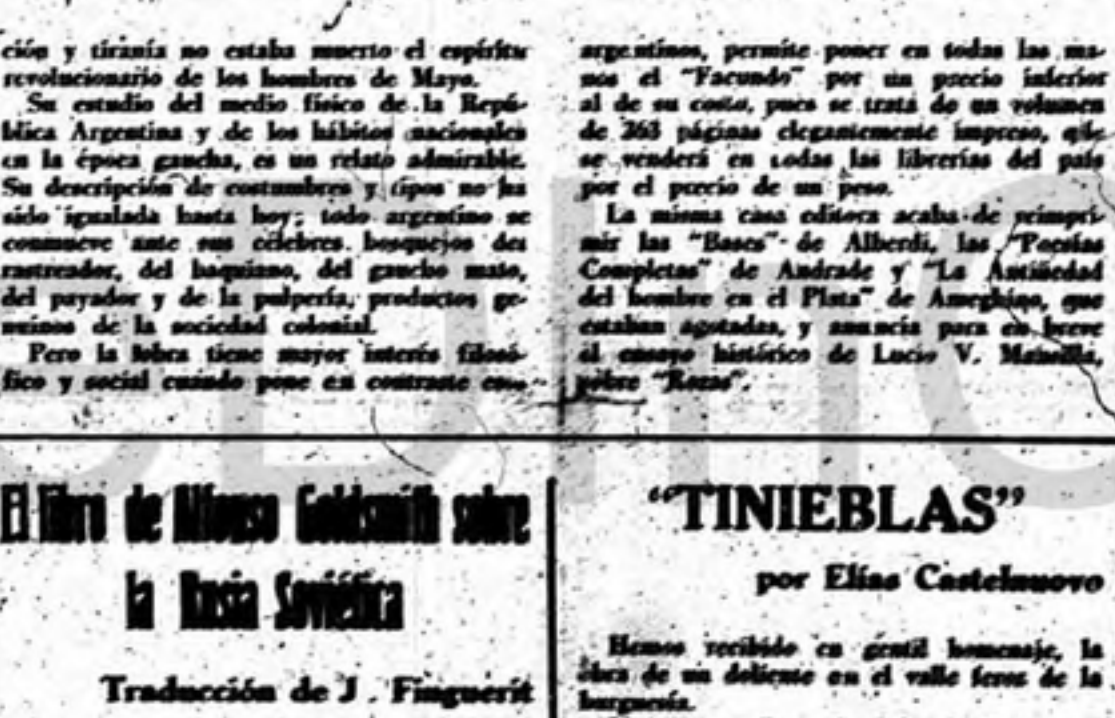 ción y tiranía no estaba muerto el espíritu
revolucionario de los hombres de Mayo.
Su estudio del medio físico de la Repú-
blica Argentina y de los hábitos nacionales
en la época gaucha, es un relato admirable.
Su descripción de costumbres y tipos no ha
sido igualada hasta hoy; todo argentino se
conmueve ante sus célebres bosquejos del
rastreador, del baquiano, del gaucho malo,
del payador y de la pulpería, productos ge-
nuinos de la sociedad colonial.
Pero la obra tiene mayor interés filosó-
fico y social cuando pone en contraste
argentinos, permite poner en todas las ma-
nos el "Facundo" por un precio inferior
al de su costo, pues se trata de un volumen
de 263 páginas elegantemente impreso, que
se venderá en todas las librerías del país
por el precio de un peso.
La misma casa editora acaba de reimpri-
mir las "Bases" de Alberdi, las "Poesías
Completas" de Andrade y "La Antiüedad
del hombre en el Plata" de Ameghino, que
estaban agotadas, y anuncia para en breve
el ensayo histórico de Lucio V. Mansilla,
sobre "Rozas".
El libro de Alfonso Goldsmith sobre
la Rusia Soviética
Traducción de J. Finguerit
"TINIEBLAS"
por Elías Castelnuovo
Hemos recibido en gentil homenaje, la
obra de un doliente en el valle feroz de la
burguesía.